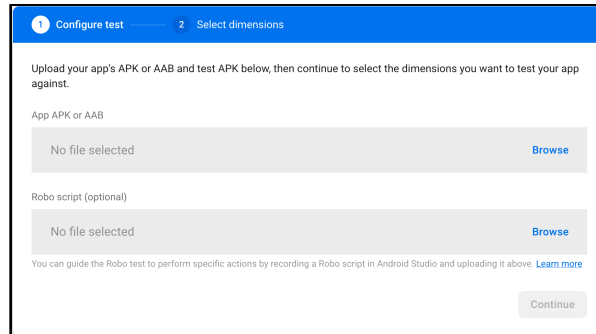 1 Configure test 2 Select dimensions
Upload your app's APK or AAB and test APK below, then continue to select the dimensions you want to test your app
against.
App APK or AAB
No file selected Browse
Robo script (optional)
No file selected Browse
You can guide the Robo test to perform specific actions by recording a Robo script in Android Studio and uploading it above. Learn more
Continue